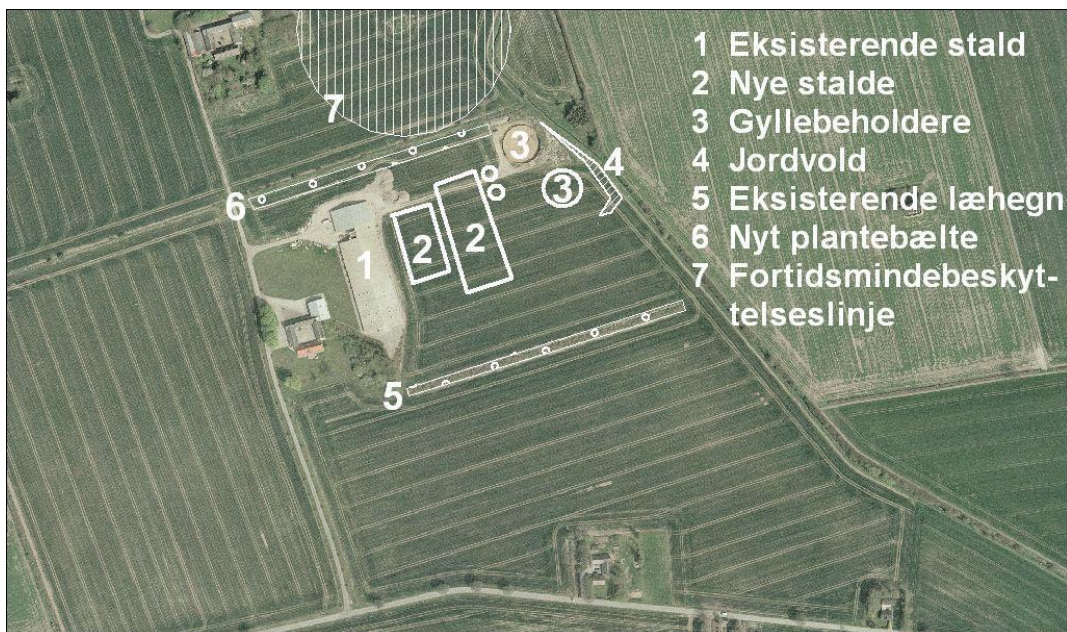 1 Eksisterende stald
2 Nye stalde
3 Gyllebeholdere
4 Jordvold
5 Eksisterende læhegn
6 Nyt plantebælte
7 Fortidsmindebeskyt-
telseslinje
7
3
4
3
6
2
2
1
5